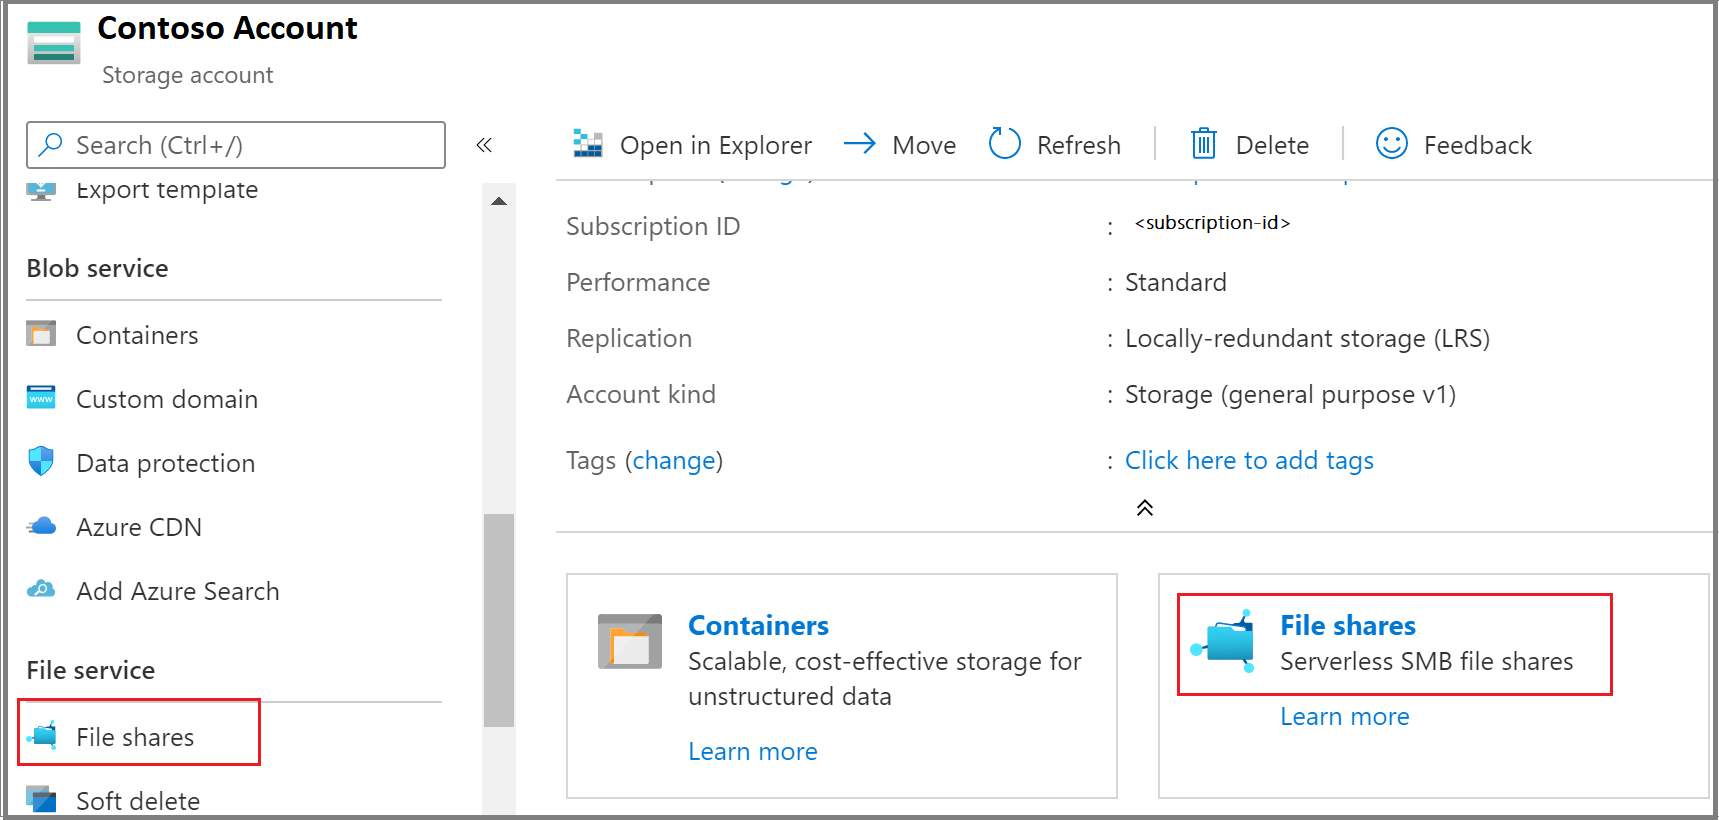 Contoso Account
Storage account
Search (Ctrl+/)
«
Open in Explorer
Move
Refresh
Delete
Feedback
Export template
Blob service
Containers
Custom domain
www
Data protection
Azure CDN
Add Azure Search
File service
File shares
Soft delete
Subscription ID : <subscription-id>
Performance : Standard
Replication : Locally-redundant storage (LRS)
Account kind : Storage (general purpose v1)
Tags (change) : Click here to add tags
Containers
Scalable, cost-effective storage for
unstructured data
Learn more
File shares
Serverless SMB file shares
Learn more